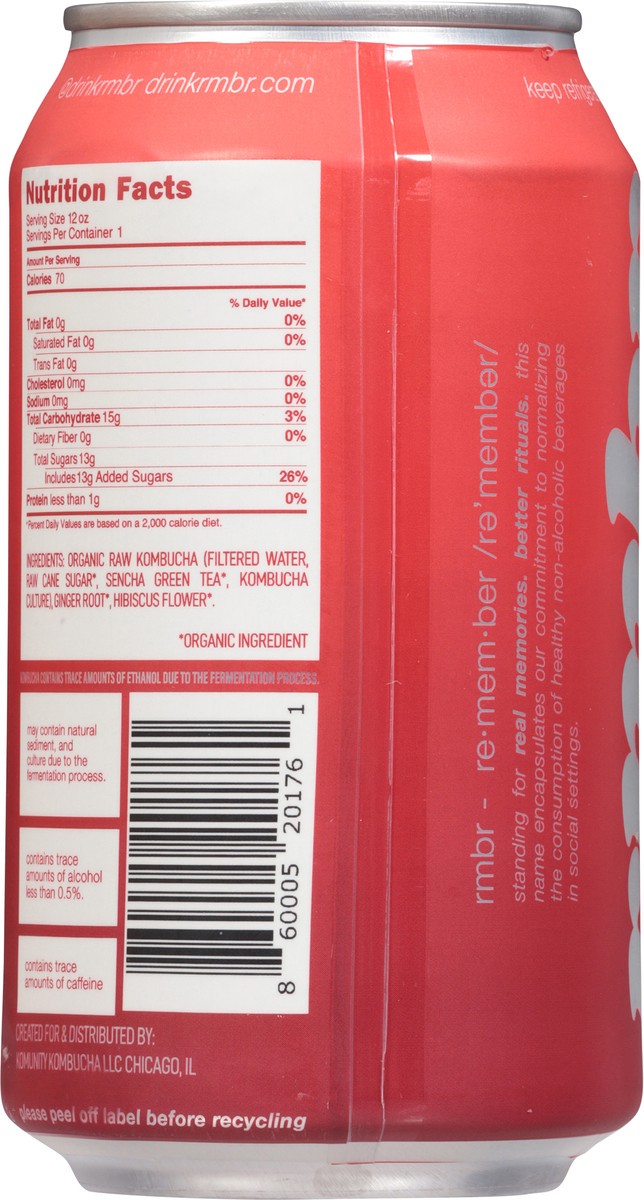 @drinkrmbr drinkrmbr.com
keep
Nutrition Facts
Serving Size 12 oz
Servings Per Container 1
Amount Per Serving
Calories 70
% Daily Value*
Total Fat 0g 0%
Saturated Fat 0g 0%
Trans Fat 0g
Cholesterol 0mg 0%
Sodium 0mg 0%
Total Carbohydrate 15g 3%
Dietary Fiber 0g 0%
Total Sugars 13g
Includes 13g Added Sugars 26%
Protein less than 1g 0%
*Percent Daily Values are based on a 2,000 calorie diet.
INGREDIENTS: ORGANIC RAW KOMBUCHA (FILTERED WATER,
RAW CANE SUGAR*, SENCHA GREEN TEA*, KOMBUCHA
CULTURE), GINGER ROOT*, HIBISCUS FLOWER*.
*ORGANIC INGREDIENT
KOMBUCHA CONTAINS TRACE AMOUNTS OF ETHANOL DUE TO THE FERMENTATION PROCESS.
may contain natural
sediment, and
culture due to the
fermentation process.
contains trace
amounts of alcohol
less than 0.5%.
contains trace
amounts of caffeine
8 60005 20176 1
CREATED FOR & DISTRIBUTED BY:
KOMUNITY KOMBUCHA LLC CHICAGO, IL
please peel off label before recycling
rmbr - re·mem·ber /re'member/
standing for real memories. better rituals. this
name encapsulates our commitment to normalizing
the consumption of healthy non-alcoholic beverages
in social settings.